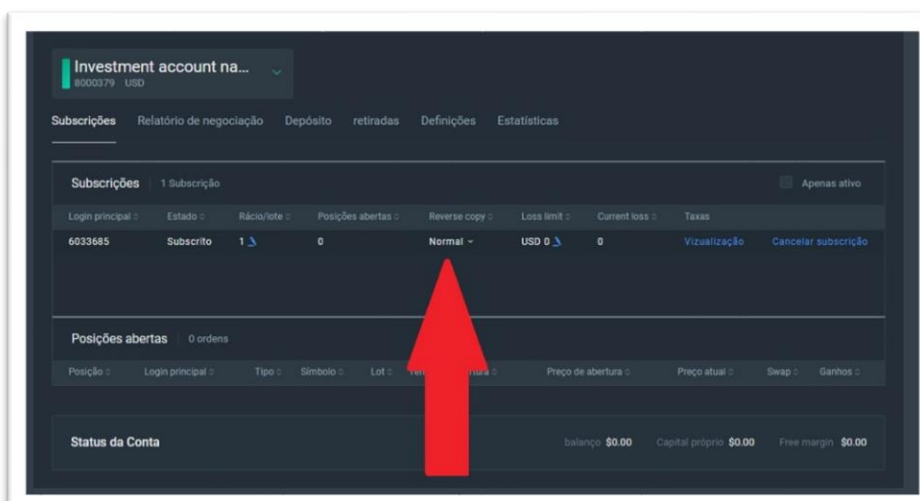 Investment account na...
8000379 USD
Subscrições Relatório de negociação Depósito retiradas Definições Estatísticas
Subscrições 1 Subscrição Apenas ativo
Login principal Estado Rácio/lote Posições abertas Reverse copy Loss limit Current loss Taxas
6033685 Subscrito 1 0 Normal USD 0 0 Vizualização Cancelar subscrição
Posições abertas 0 ordens
Posição Login principal Tipo Símbolo Lot Preço de abertura Preço atual Swap Ganhos
Status da Conta balanço $0.00 Capital próprio $0.00 Free margin $0.00